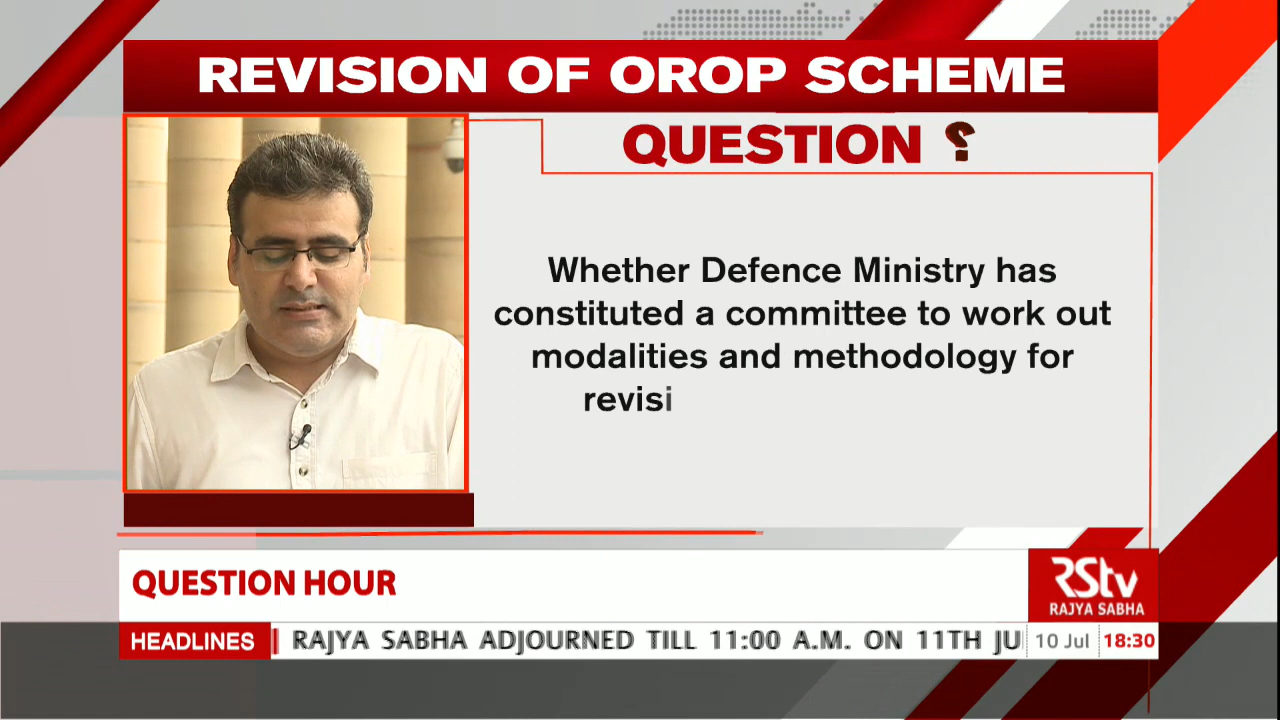 REVISION OF OROP SCHEME
QUESTION ?
Whether Defence Ministry has
constituted a committee to work out
modalities and methodology for
revisi
QUESTION HOUR
RStv
RAJYA SABHA
HEADLINES
RAJYA SABHA ADJOURNED TILL 11:00 A.M. ON 11TH JU
10 Jul 18:30